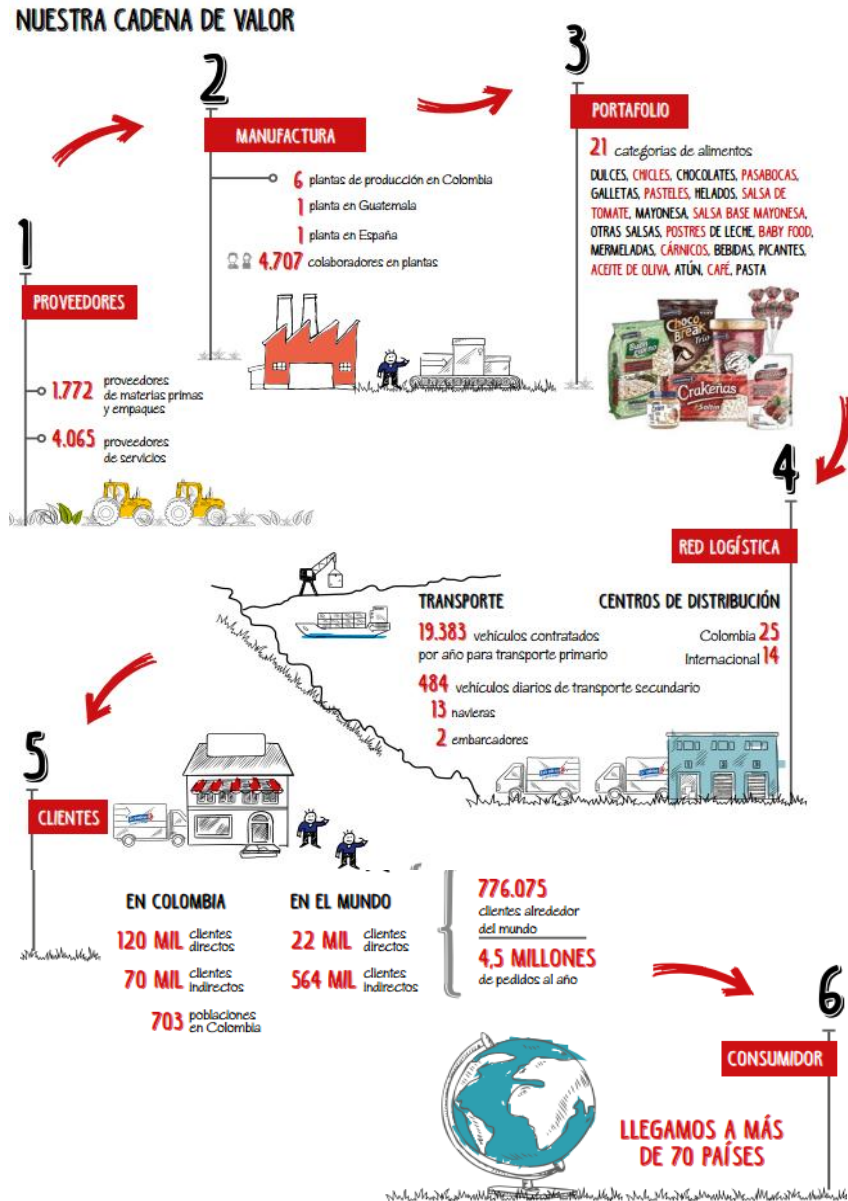 NUESTRA CADENA DE VALOR
1
PROVEEDORES
1.772 proveedores
de materias primas
y empaques
4.065 proveedores
de servicios
2
MANUFACTURA
6 plantas de producción en Colombia
1 planta en Guatemala
1 planta en España
4.707 colaboradores en plantas
3
PORTAFOLIO
21 categorías de alimentos
DULCES, CHICLES, CHOCOLATES, PASABOCAS,
GALLETAS, PASTELES, HELADOS, SALSA DE
TOMATE, MAYONESA, SALSA BASE MAYONESA,
OTRAS SALSAS, POSTRES DE LECHE, BABY FOOD,
MERMELADAS, CÁRNICOS, BEBIDAS, PICANTES,
ACEITE DE OLIVA, ATÚN, CAFÉ, PASTA
Choco
Break
Trío
Crakeñas
Saltín
4
RED LOGÍSTICA
TRANSPORTE
19.383 vehículos contratados
por año para transporte primario
484 vehículos diarios de transporte secundario
13 navieras
2 embarcadores
CENTROS DE DISTRIBUCIÓN
Colombia 25
Internacional 14
5
CLIENTES
EN COLOMBIA
120 MIL clientes
directos
70 MIL clientes
indirectos
703 poblaciones
en Colombia
EN EL MUNDO
22 MIL clientes
directos
564 MIL clientes
indirectos
776.075
clientes alrededor
del mundo
4,5 MILLONES
de pedidos al año
6
CONSUMIDOR
LLEGAMOS A MÁS
DE 70 PAÍSES